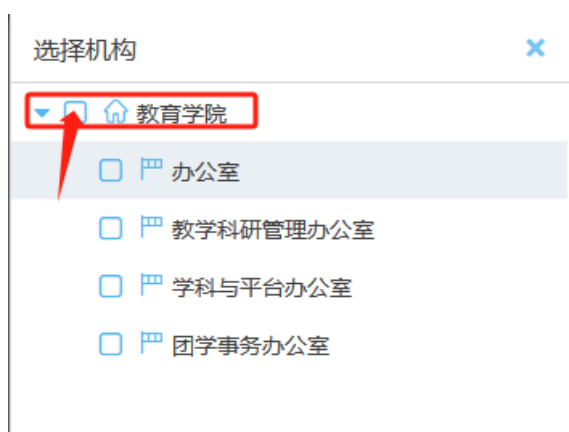 选择机构
教育学院
办公室
教学科研管理办公室
学科与平台办公室
团学事务办公室